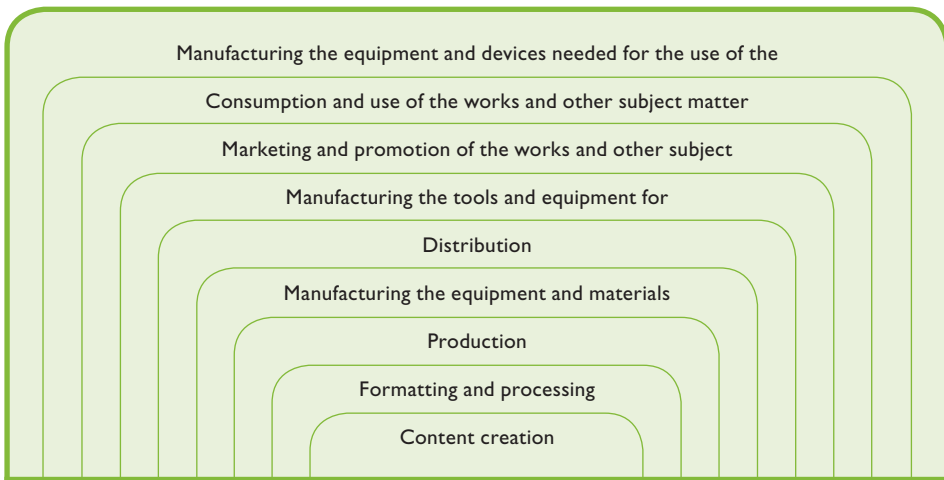 Manufacturing the equipment and devices needed for the use of the
Consumption and use of the works and other subject matter
Marketing and promotion of the works and other subject
Manufacturing the tools and equipment for
Distribution
Manufacturing the equipment and materials
Production
Formatting and processing
Content creation